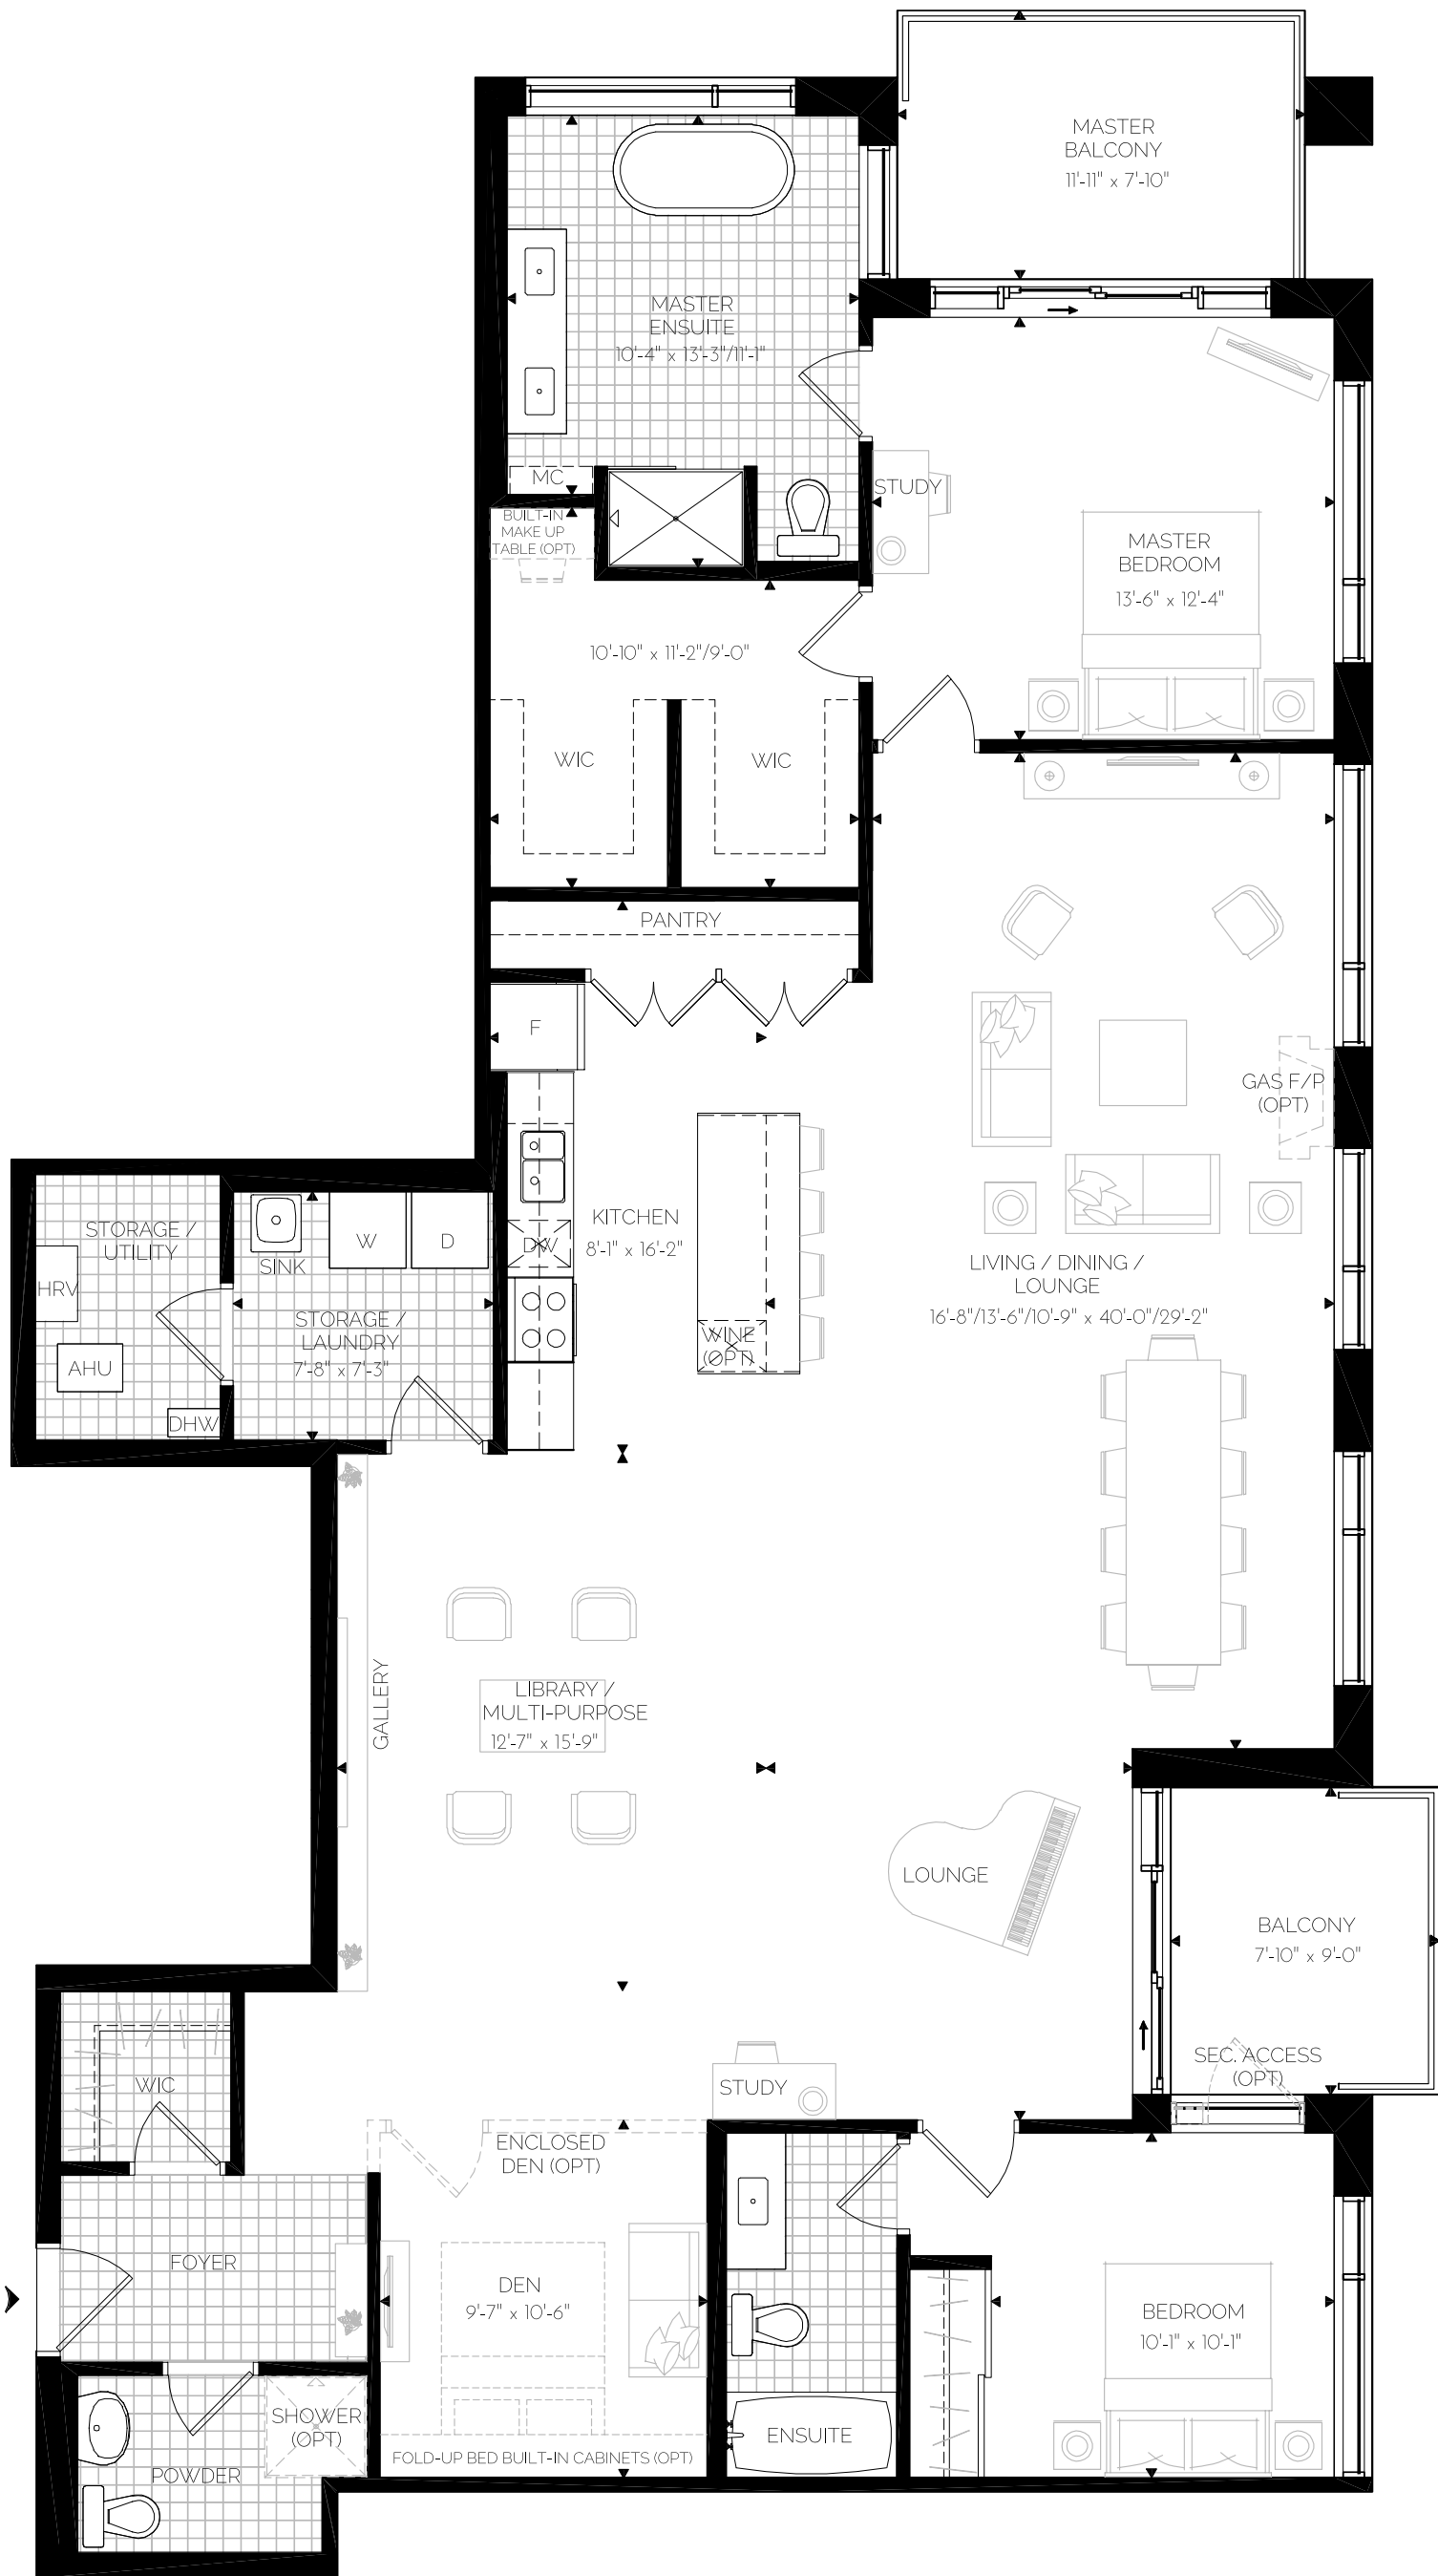 MASTER
BALCONY
11'-11" x 7'-10"
MASTER
ENSUITE
10'-4" x 13'-3"/11'-1"
MC
STUDY
BUILT-IN
MAKE UP
TABLE (OPT)
MASTER
BEDROOM
13'-6" x 12'-4"
10'-10" x 11'-2"/9'-0"
WIC
WIC
PANTRY
F
GAS F/P
(OPT)
KITCHEN
8'-1" x 16'-2"
DW
STORAGE /
UTILITY
W
D
SINK
HRV
STORAGE /
LAUNDRY
7'-8" x 7'-3"
AHU
DHW
LIVING / DINING /
LOUNGE
16'-8"/13'-6"/10'-9" x 40'-0"/29'-2"
WINE
(OPT)
GALLERY
LIBRARY /
MULTI-PURPOSE
12'-7" x 15'-9"
LOUNGE
BALCONY
7'-10" x 9'-0"
SEC. ACCESS
(OPT)
WIC
STUDY
ENCLOSED
DEN (OPT)
FOYER
DEN
9'-7" x 10'-6"
BEDROOM
10'-1" x 10'-1"
SHOWER
(OPT)
ENSUITE
FOLD-UP BED BUILT-IN CABINETS (OPT)
POWDER